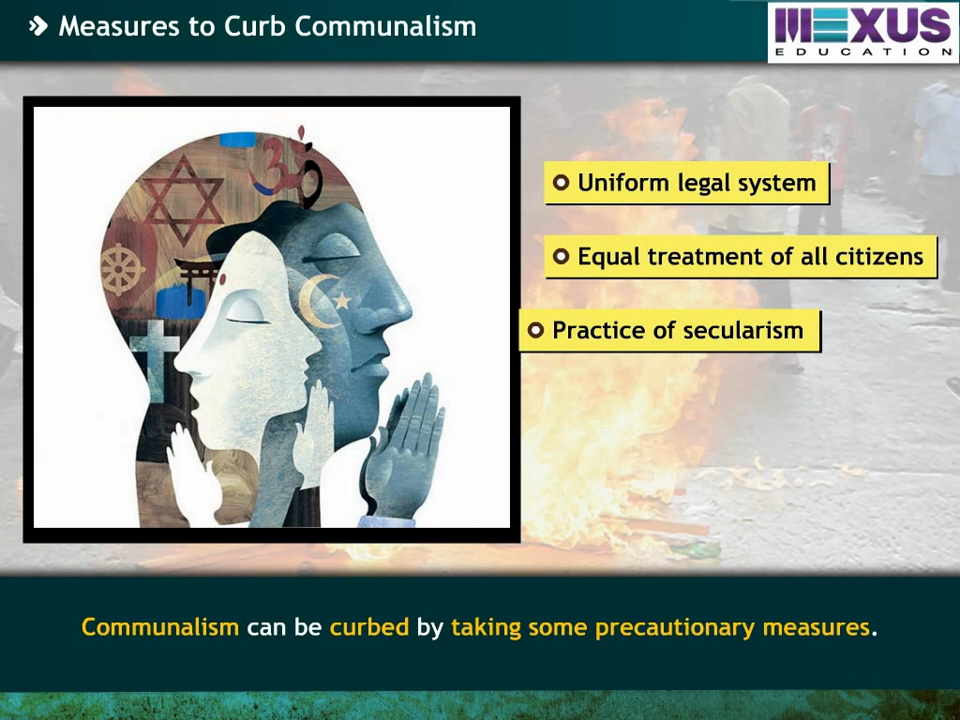 Measures to Curb Communalism
MEXUS
EDUCATION
Uniform legal system
Equal treatment of all citizens
Practice of secularism
Communalism can be curbed by taking some precautionary measures.